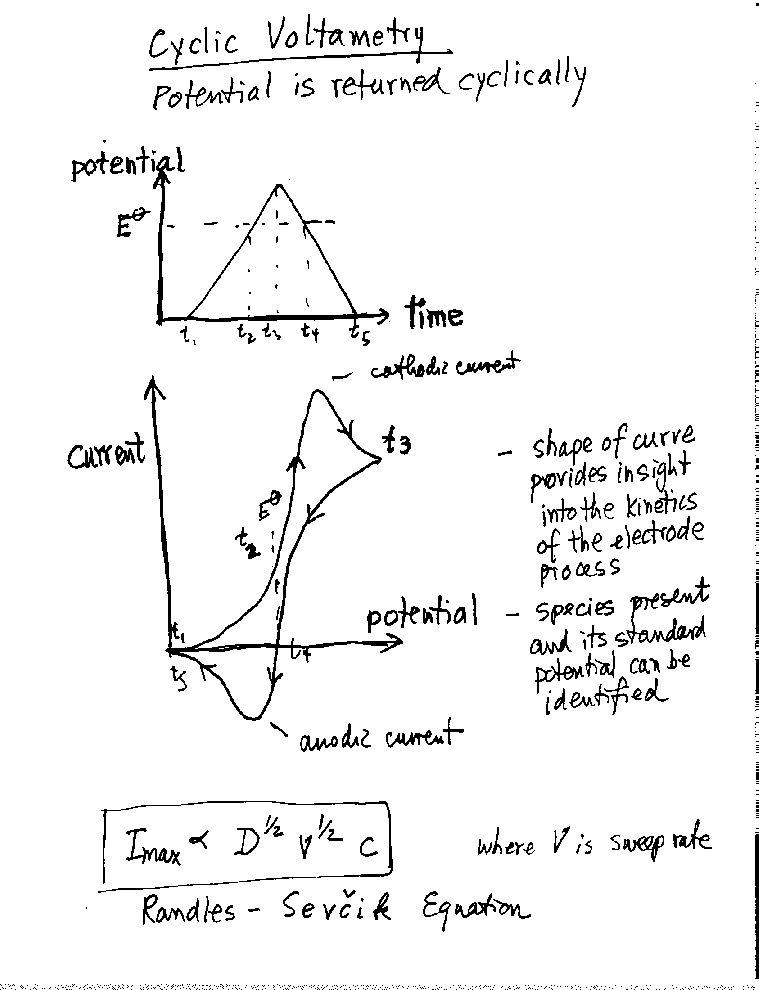 Cyclic Voltametry
Potential is returned cyclically
potential
E⊖
time
t₁ t₂ t₃ t₄ t₅
cathodic current
current
t₃
E⊖
t₂
t₁
potential
t₄
t₅
anodic current
- shape of curve
provides insight
into the kinetics
of the electrode
process
- species present
and its standard
potential can be
identified
Imax ∝ D^1/2 V^1/2 C
where V is sweep rate
Randles - Sevčik Equation